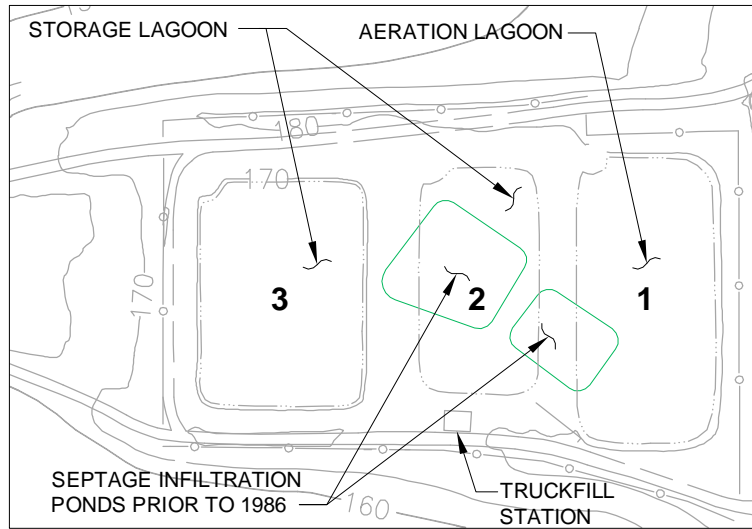 STORAGE LAGOON
AERATION LAGOON
180
170
170
3
2
1
SEPTAGE INFILTRATION
PONDS PRIOR TO 1986
160
TRUCKFILL
STATION